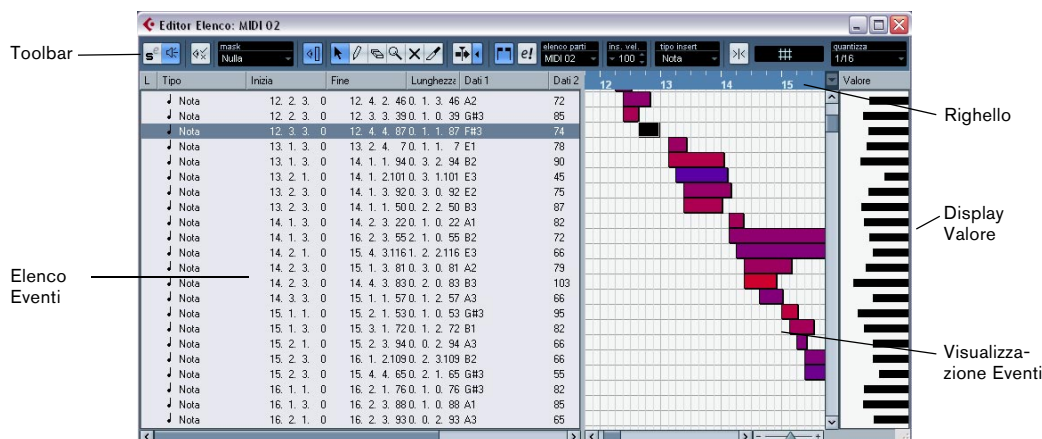 Editor Elenco: MIDI 02
Toolbar
mask
Nulla
elenco parti
MIDI 02
ins. vel.
100
tipo insert
Nota
quantizza
1/16
L Tipo Inizia Fine Lunghezza Dati 1 Dati 2 12 13 14 15 Valore
Nota 12. 2. 3. 0 12. 4. 2. 46 0. 1. 3. 46 A2 72
Nota 12. 2. 3. 0 12. 3. 3. 39 0. 1. 0. 39 G#3 85
Nota 12. 3. 3. 0 12. 4. 4. 87 0. 1. 1. 87 F#3 74
Nota 13. 1. 3. 0 13. 2. 4. 7 0. 1. 1. 7 E1 78
Nota 13. 1. 3. 0 14. 1. 1. 94 0. 3. 2. 94 B2 90
Nota 13. 2. 1. 0 14. 1. 2.101 0. 3. 1.101 E3 45
Nota 13. 2. 3. 0 14. 1. 3. 92 0. 3. 0. 92 E2 75
Nota 13. 2. 3. 0 14. 1. 1. 50 0. 2. 2. 50 B3 87
Nota 14. 1. 3. 0 14. 2. 3. 22 0. 1. 0. 22 A1 82
Nota 14. 1. 3. 0 16. 2. 3. 55 2. 1. 0. 55 B2 72
Nota 14. 2. 1. 0 15. 4. 3.116 1. 2. 2.116 E3 66
Nota 14. 2. 3. 0 15. 1. 3. 81 0. 3. 0. 81 A2 79
Nota 14. 2. 3. 0 14. 4. 3. 83 0. 2. 0. 83 B3 103
Nota 14. 3. 3. 0 15. 1. 1. 57 0. 1. 2. 57 A3 66
Nota 15. 1. 1. 0 15. 2. 1. 53 0. 1. 0. 53 G#3 95
Nota 15. 1. 3. 0 15. 3. 1. 72 0. 1. 2. 72 B1 82
Nota 15. 2. 1. 0 15. 2. 3. 94 0. 0. 2. 94 A3 66
Nota 15. 2. 3. 0 16. 1. 2.109 0. 2. 3.109 B2 66
Nota 15. 2. 3. 0 15. 4. 4. 65 0. 2. 1. 65 G#3 55
Nota 16. 1. 1. 0 16. 2. 1. 76 0. 1. 0. 76 G#3 82
Nota 16. 1. 3. 0 16. 2. 3. 88 0. 1. 0. 88 A1 85
Nota 16. 2. 1. 0 16. 2. 3. 93 0. 0. 2. 93 A3 65
Elenco
Eventi
Righello
Display
Valore
Visualizza-
zione Eventi